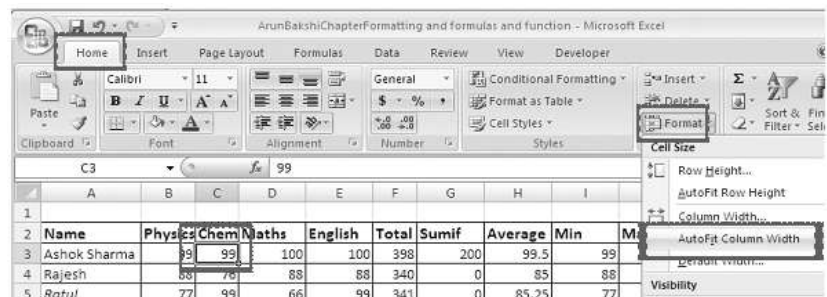 ArunBakshiChapterFormatting and formulas and function - Microsoft Excel
Home Insert Page Layout Formulas Data Review View Developer
Calibri 11 General Conditional Formatting Insert Σ
Paste B I U A A $ % , Format as Table Delete Sort & Filter
Cell Styles Format
Clipboard Font Alignment Number Styles
Cell Size
C3 fx 99
Row Height...
AutoFit Row Height
Column Width...
AutoFit Column Width
Default Width...
Visibility
A B C D E F G H I
1
2 Name Physics Chem Maths English Total Sumif Average Min
3 Ashok Sharma 99 99 100 100 398 200 99.5 99
4 Rajesh 88 76 88 88 340 0 85
5 Ratul 77 99 66 99 341 0 85.25 77